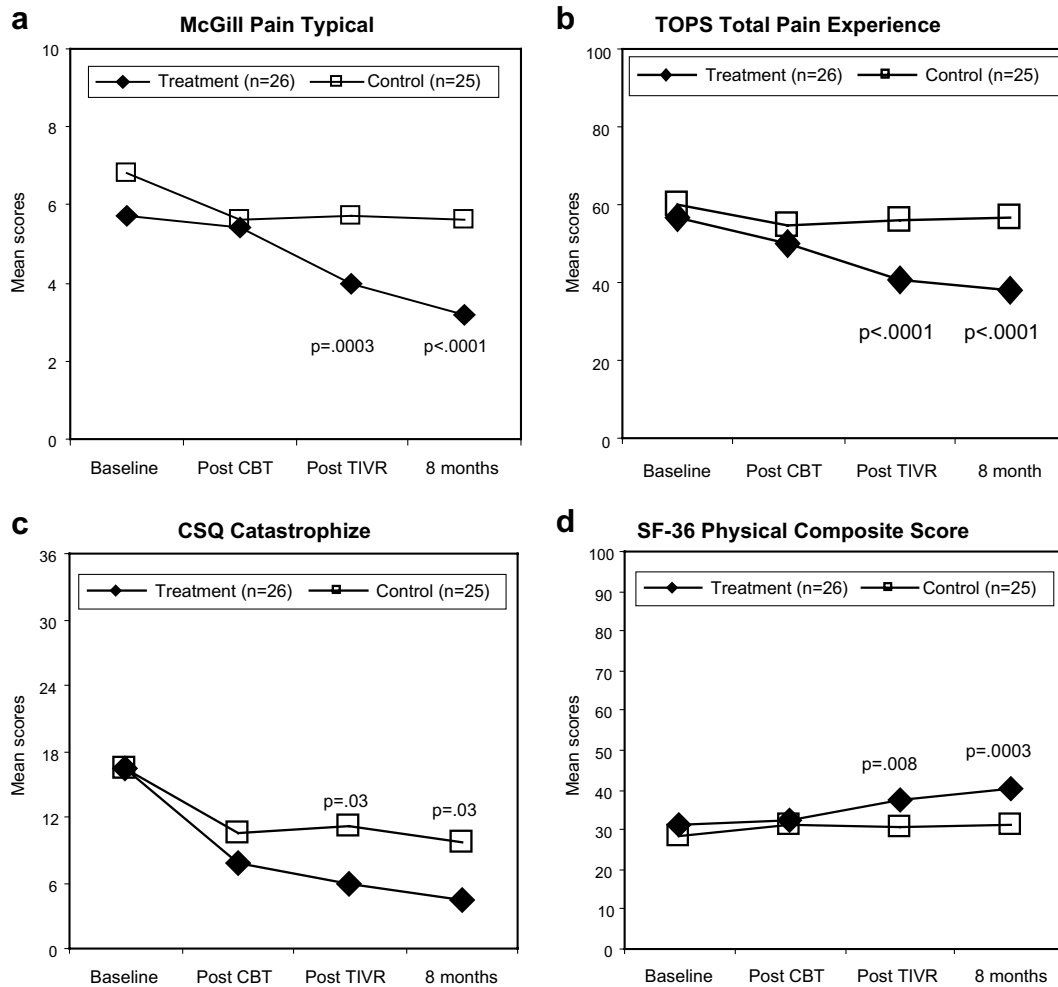 a
McGill Pain Typical
10
8
6
4
2
0
Mean scores
Treatment (n=26) Control (n=25)
p=.0003 p<.0001
Baseline Post CBT Post TIVR 8 months
b
TOPS Total Pain Experience
100
80
60
40
20
0
Mean scores
Treatment (n=26) Control (n=25)
p<.0001 p<.0001
Baseline Post CBT Post TIVR 8 month
c
CSQ Catastrophize
36
30
24
18
12
6
0
Mean scores
Treatment (n=26) Control (n=25)
p=.03 p=.03
Baseline Post CBT Post TIVR 8 months
d
SF-36 Physical Composite Score
100
90
80
70
60
50
40
30
20
10
0
Mean scores
Treatment (n=26) Control (n=25)
p=.008 p=.0003
Baseline Post CBT Post TIVR 8 months